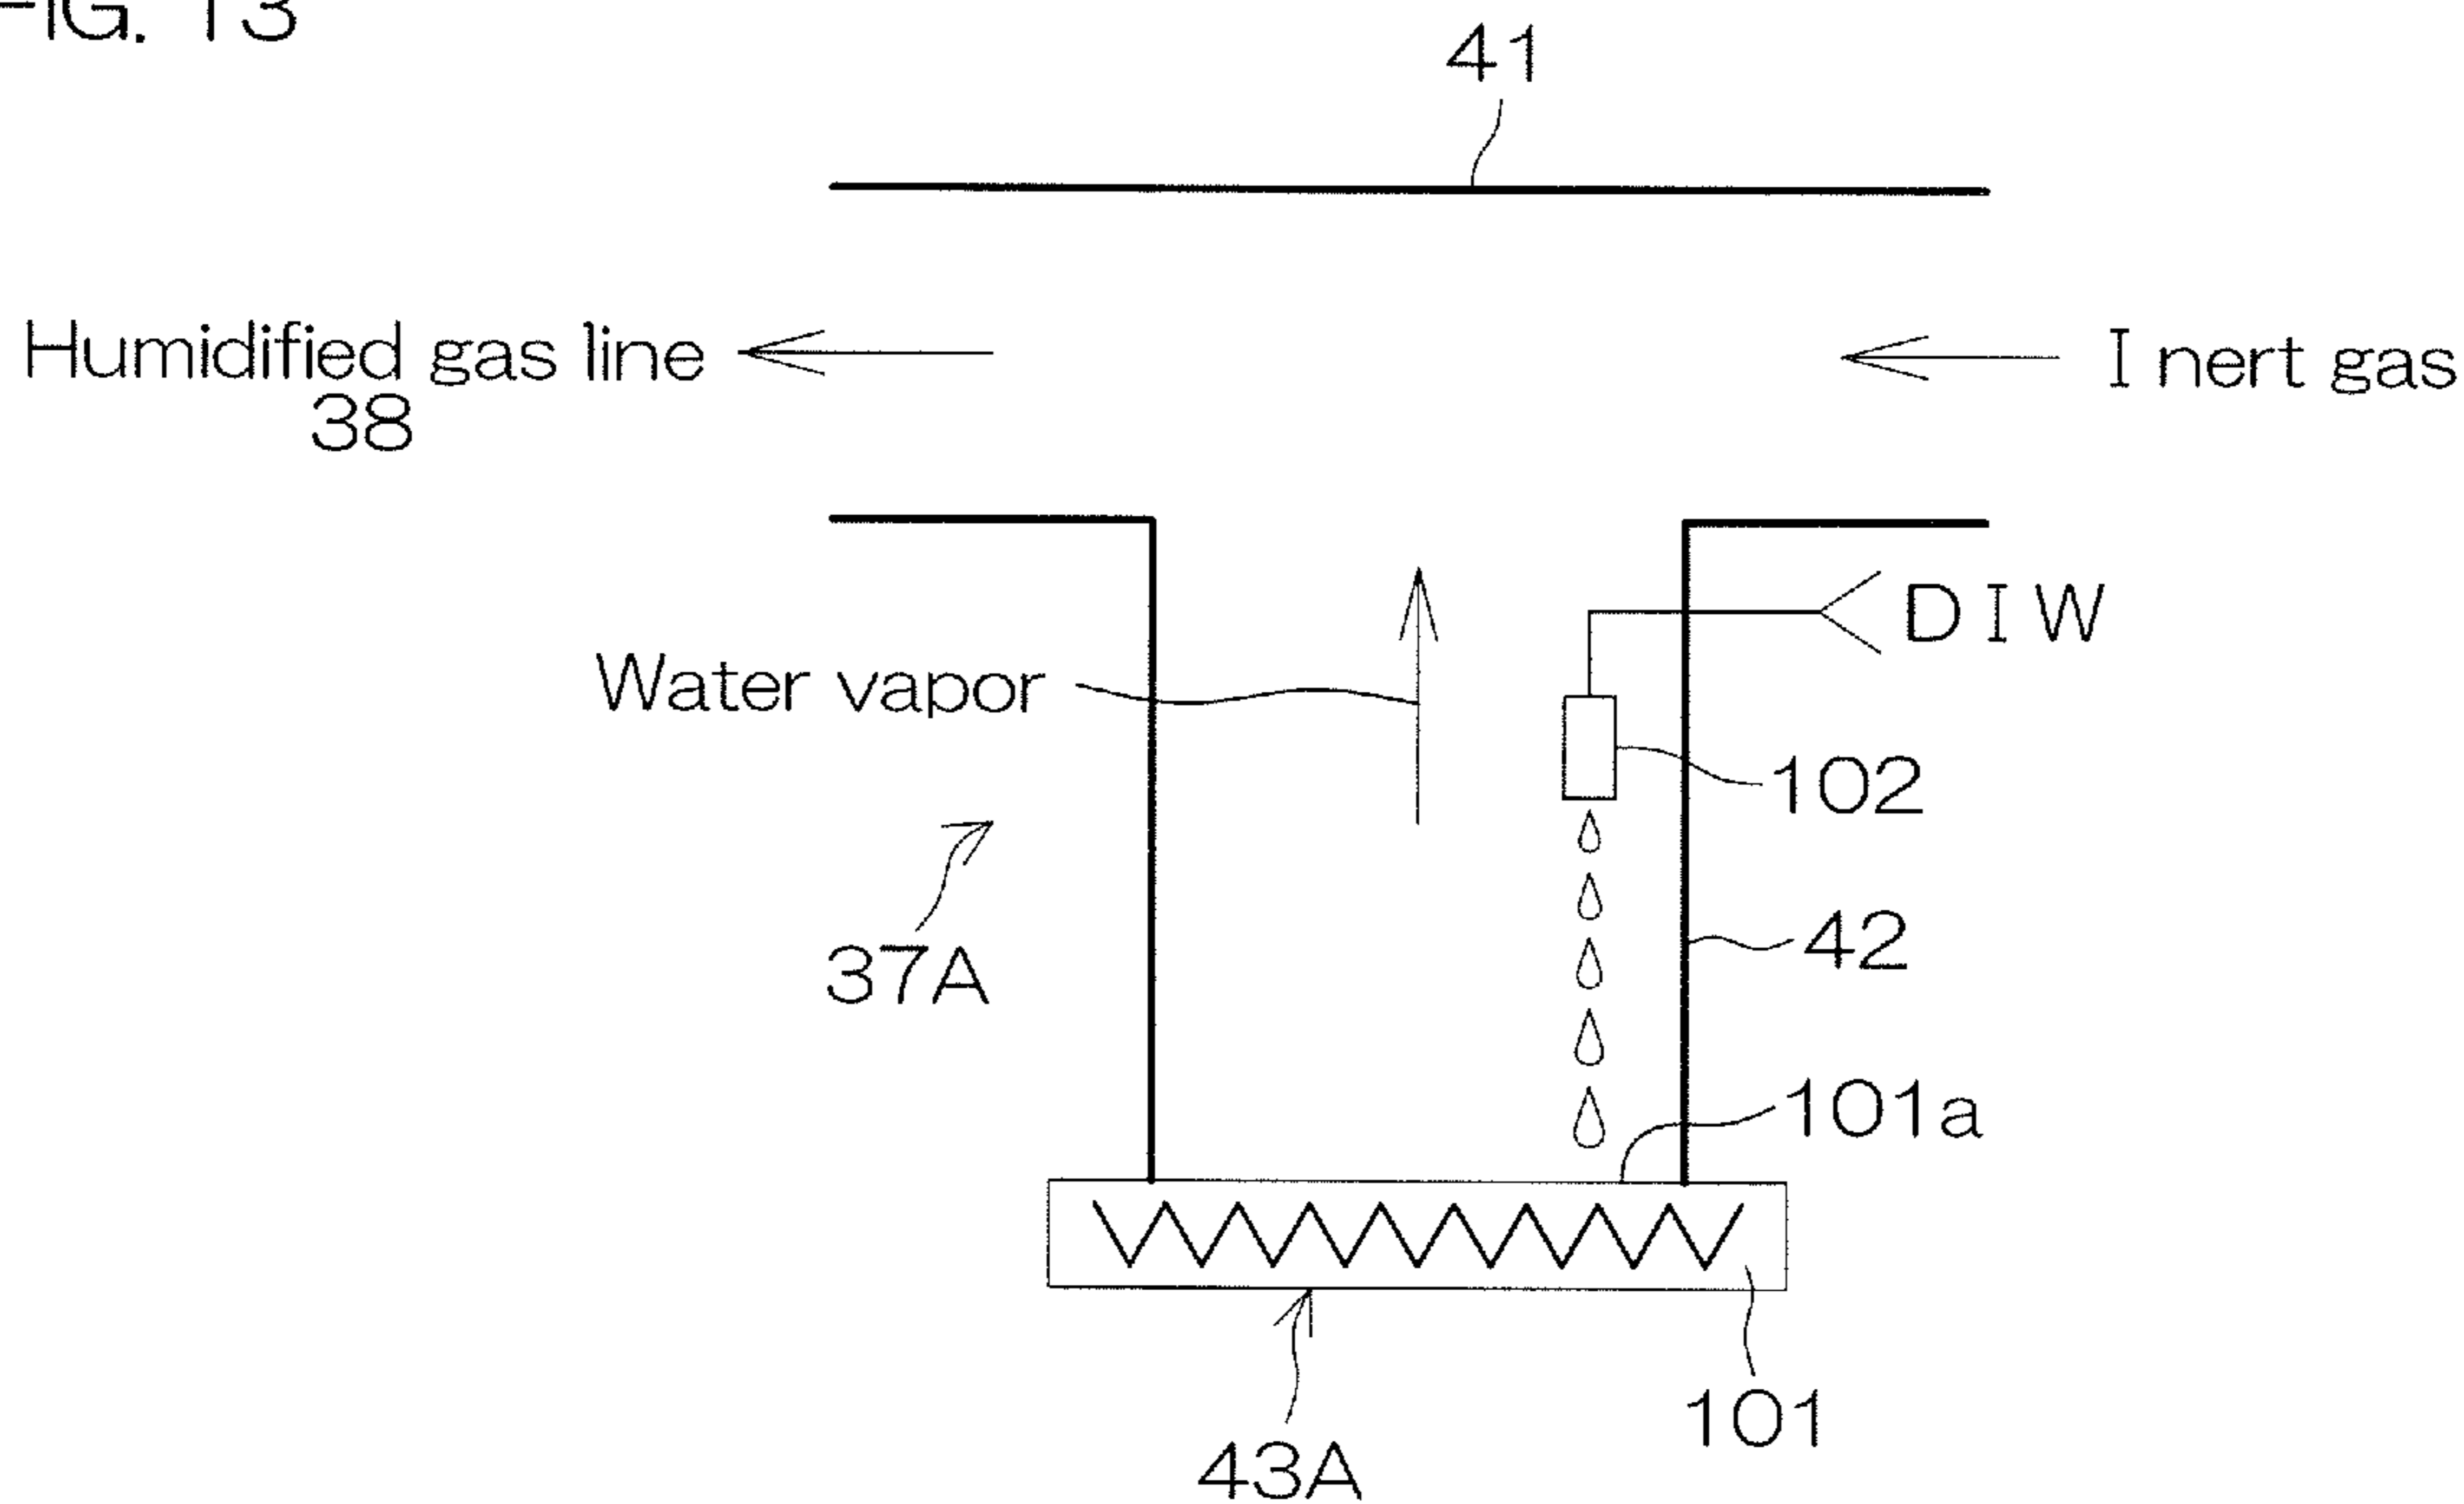 FIG. 13
41
Humidified gas line
38
Inert gas
DIW
Water vapor
102
37A
42
101a
101
43A